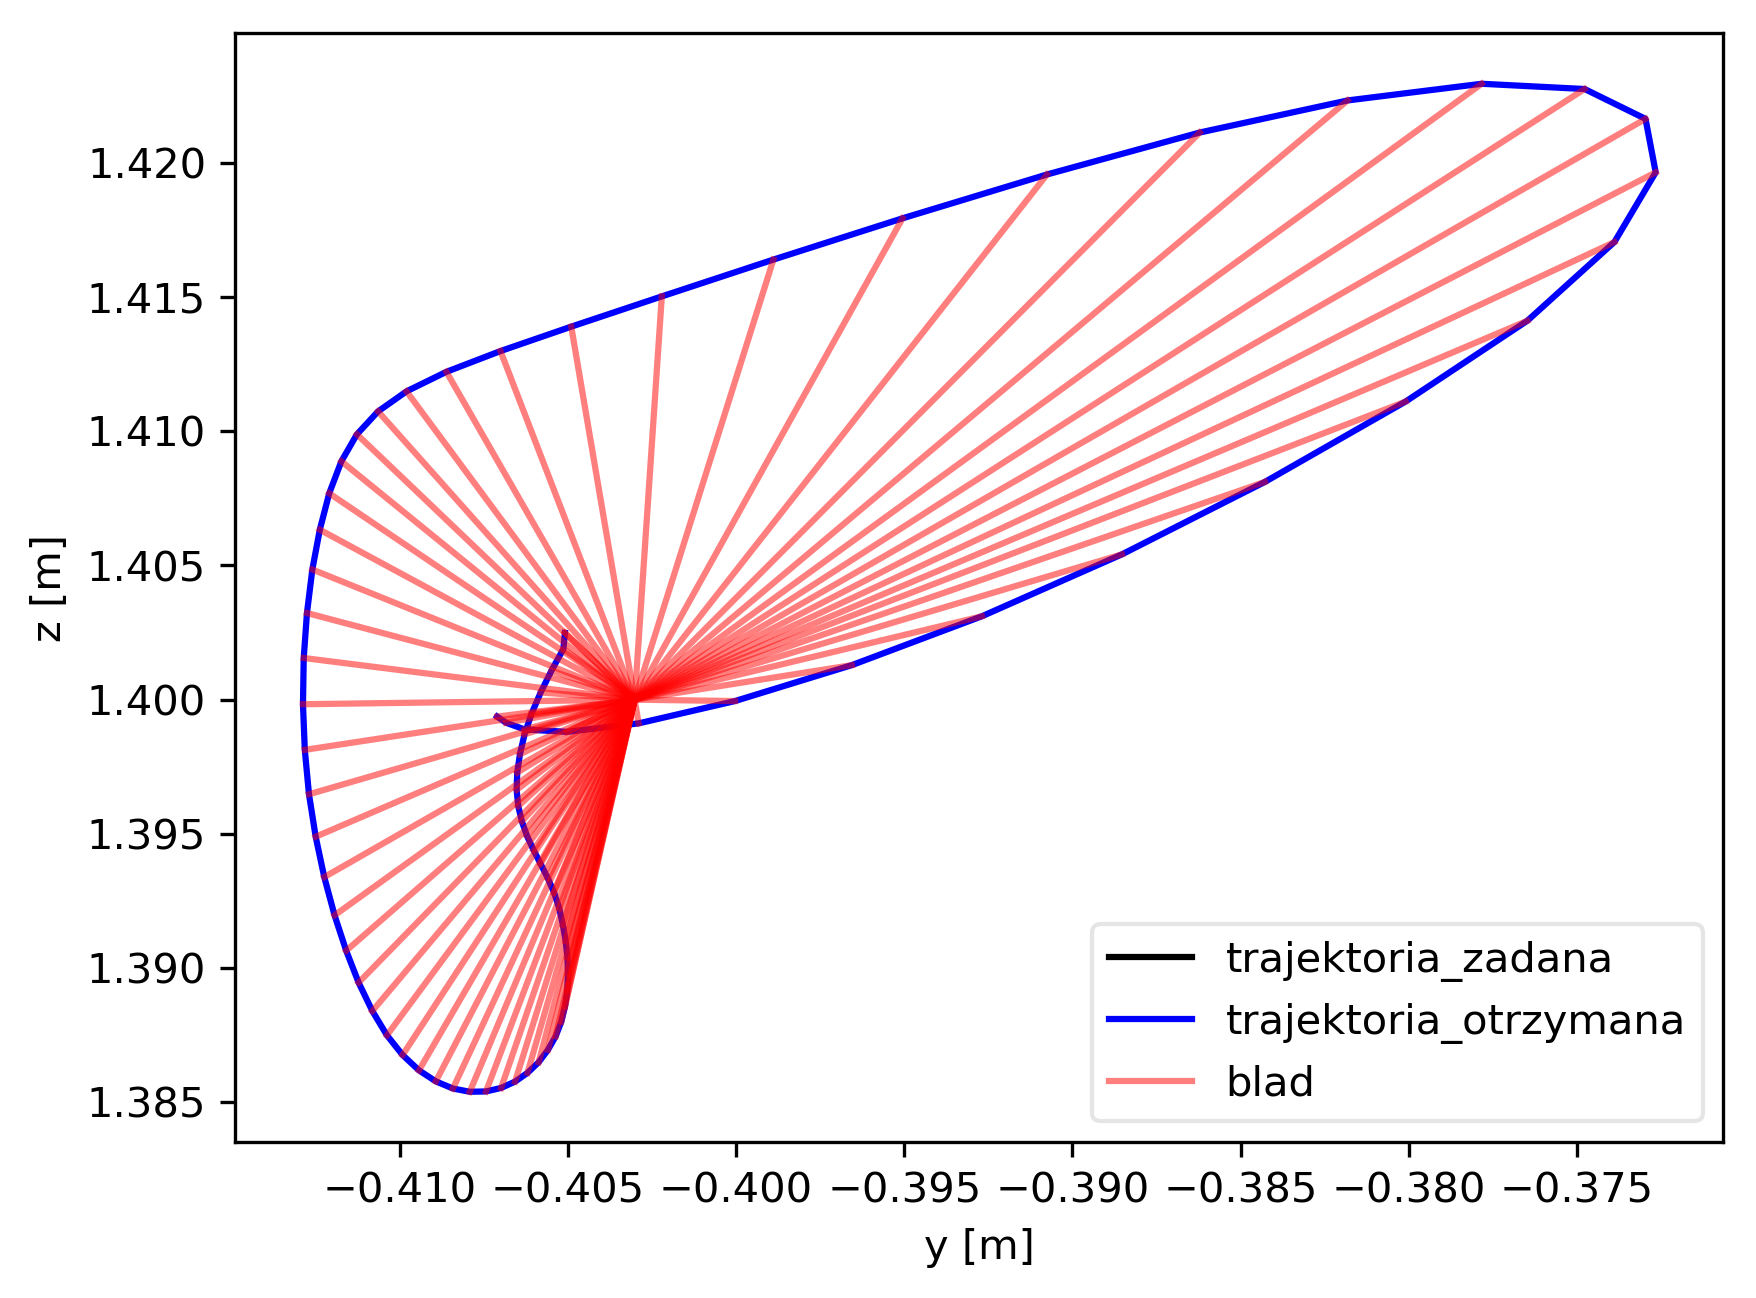 1.420
1.415
1.410
1.405
1.400
1.395
1.390
1.385
z [m]
trajektoria_zadana
trajektoria_otrzymana
blad
−0.410 −0.405 −0.400 −0.395 −0.390 −0.385 −0.380 −0.375
y [m]